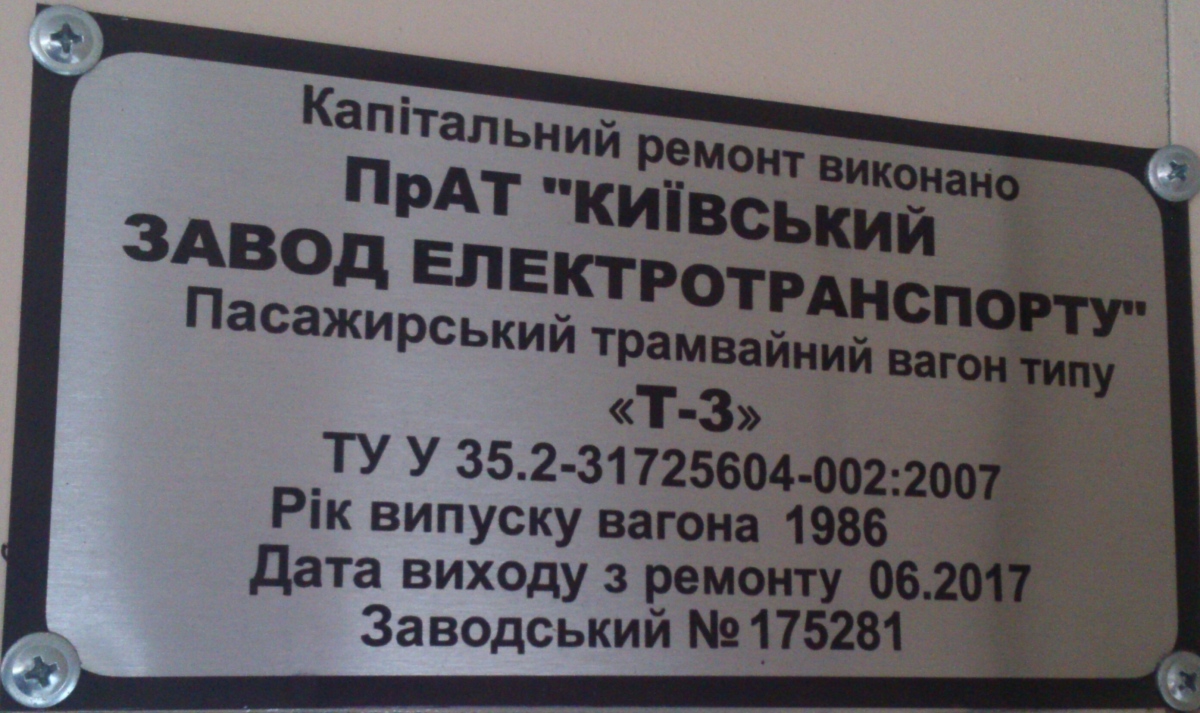 Капітальний ремонт виконано
ПрАТ "КИЇВСЬКИЙ
ЗАВОД ЕЛЕКТРОТРАНСПОРТУ"
Пасажирський трамвайний вагон типу
«Т-3»
ТУ У 35.2-31725604-002:2007
Рік випуску вагона 1986
Дата виходу з ремонту 06.2017
Заводський №175281